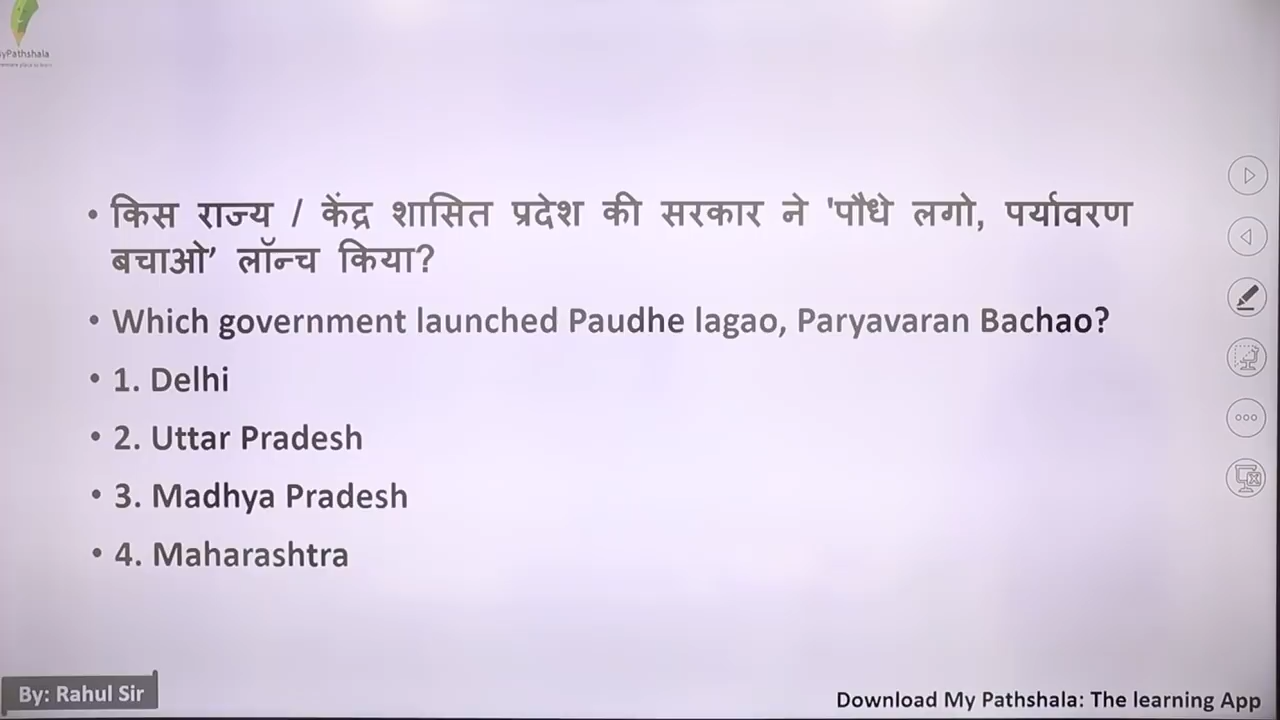 yPathshala
• किस राज्य / केंद्र शासित प्रदेश की सरकार ने 'पौधे लगो, पर्यावरण
बचाओ’ लॉन्च किया?
• Which government launched Paudhe lagao, Paryavaran Bachao?
• 1. Delhi
• 2. Uttar Pradesh
• 3. Madhya Pradesh
• 4. Maharashtra
By: Rahul Sir
Download My Pathshala: The learning App